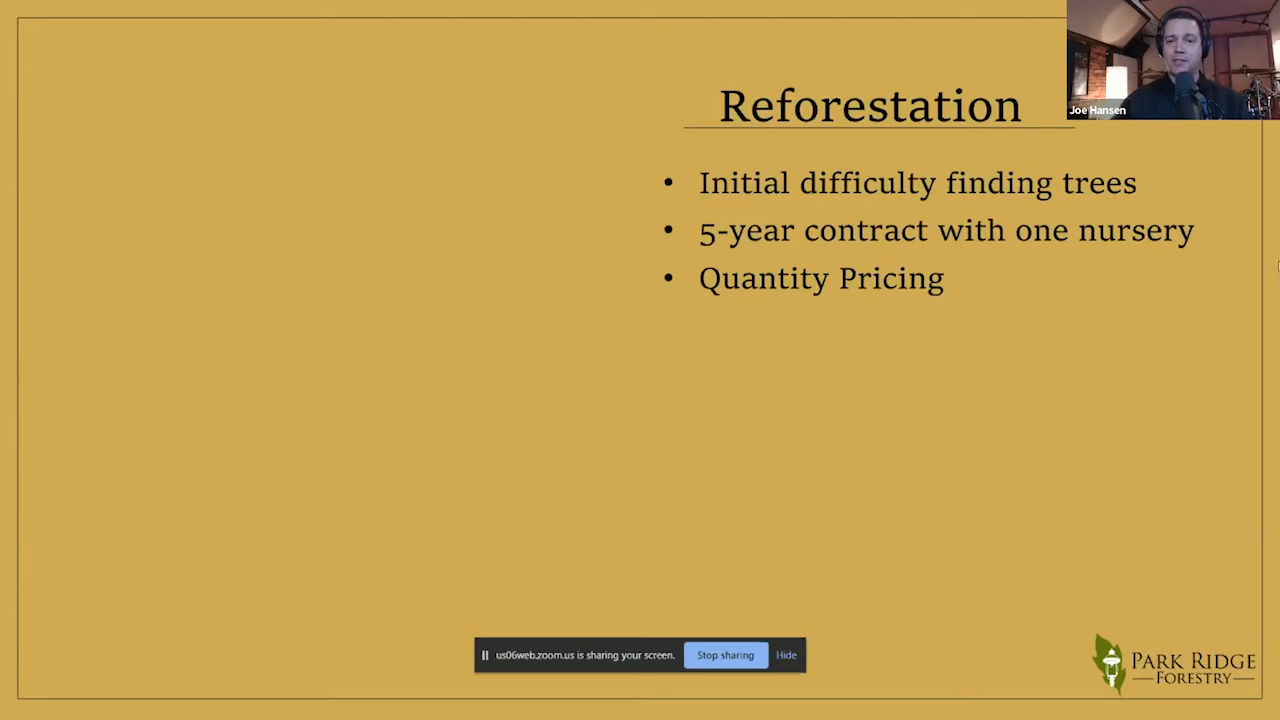 Joe Hansen
Reforestation
• Initial difficulty finding trees
• 5-year contract with one nursery
• Quantity Pricing
us06web.zoom.us is sharing your screen. Stop sharing Hide
PARK RIDGE
FORESTRY